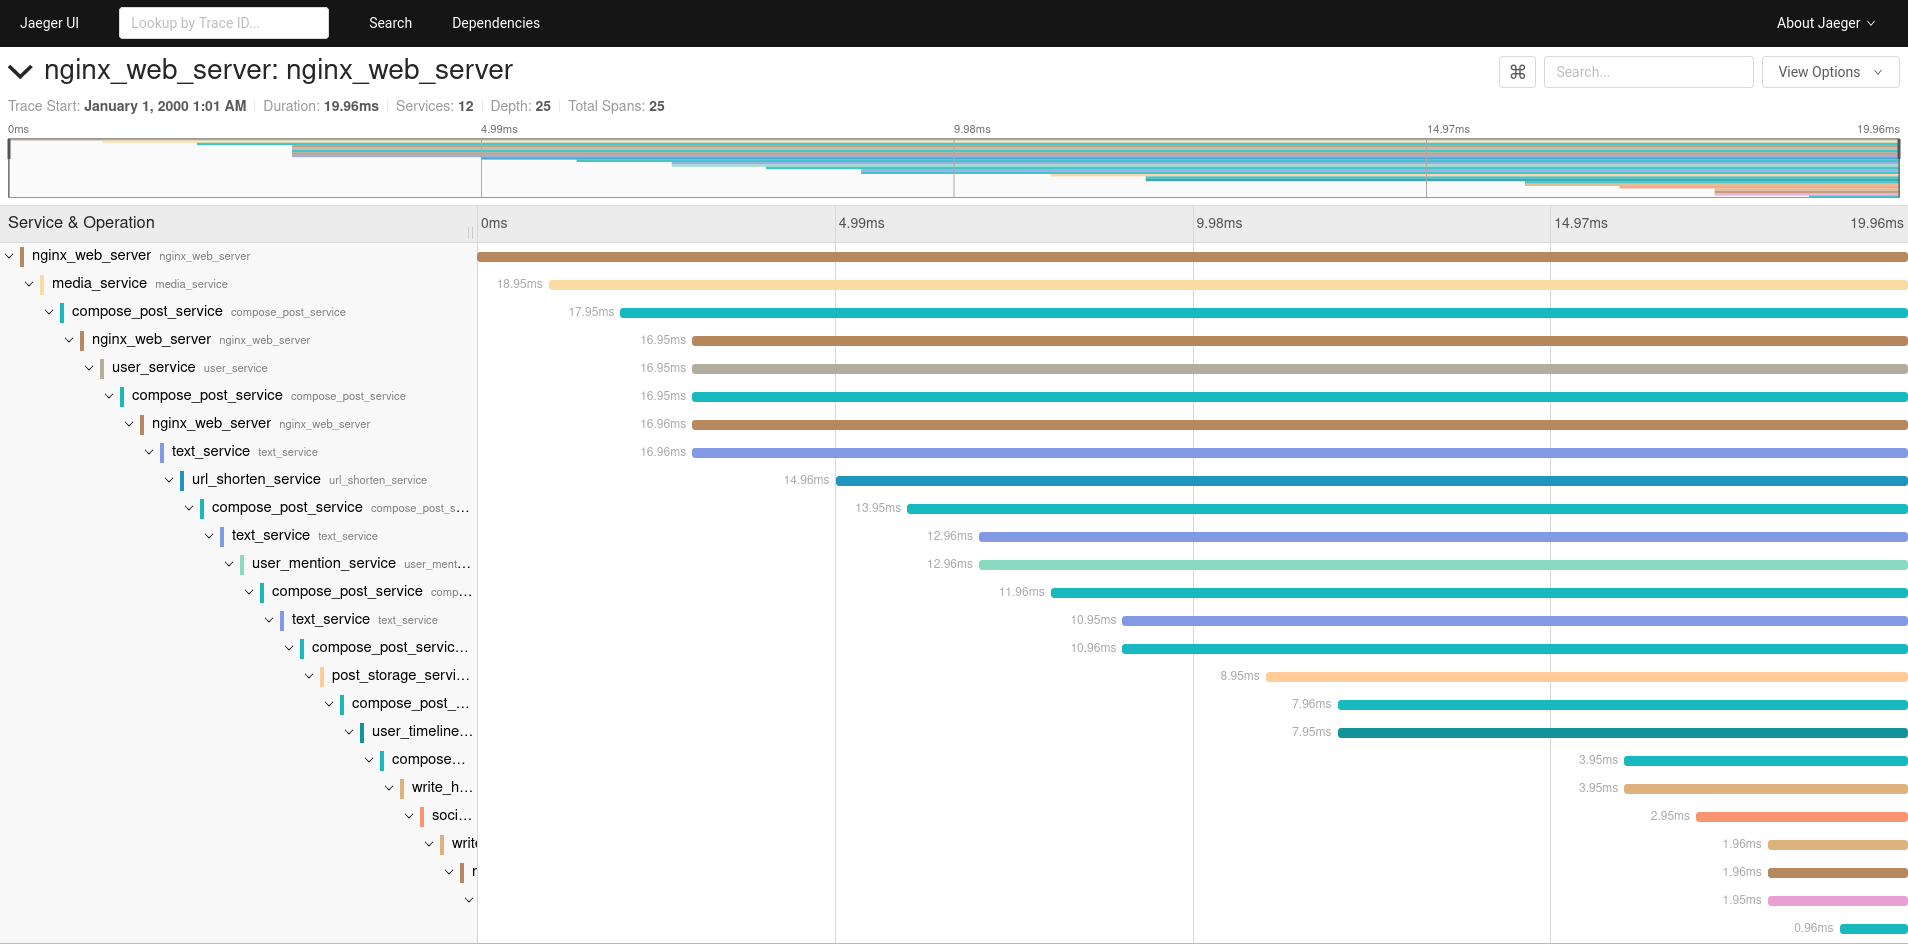 Jaeger UI Lookup by Trace ID... Search Dependencies About Jaeger
nginx_web_server: nginx_web_server ⌘ Search... View Options
Trace Start: January 1, 2000 1:01 AM Duration: 19.96ms Services: 12 Depth: 25 Total Spans: 25
0ms 4.99ms 9.98ms 14.97ms 19.96ms
Service & Operation 0ms 4.99ms 9.98ms 14.97ms 19.96ms
nginx_web_server nginx_web_server
media_service media_service 18.95ms
compose_post_service compose_post_service 17.95ms
nginx_web_server nginx_web_server 16.95ms
user_service user_service 16.95ms
compose_post_service compose_post_service 16.95ms
nginx_web_server nginx_web_server 16.96ms
text_service text_service 16.96ms
url_shorten_service url_shorten_service 14.96ms
compose_post_service compose_post_s... 13.95ms
text_service text_service 12.96ms
user_mention_service user_ment... 12.96ms
compose_post_service comp... 11.96ms
text_service text_service 10.95ms
compose_post_servic... 10.96ms
post_storage_servi... 8.95ms
compose_post_... 7.96ms
user_timeline... 7.95ms
compose... 3.95ms
write_h... 3.95ms
soci... 2.95ms
write 1.96ms
1.96ms
1.95ms
0.96ms